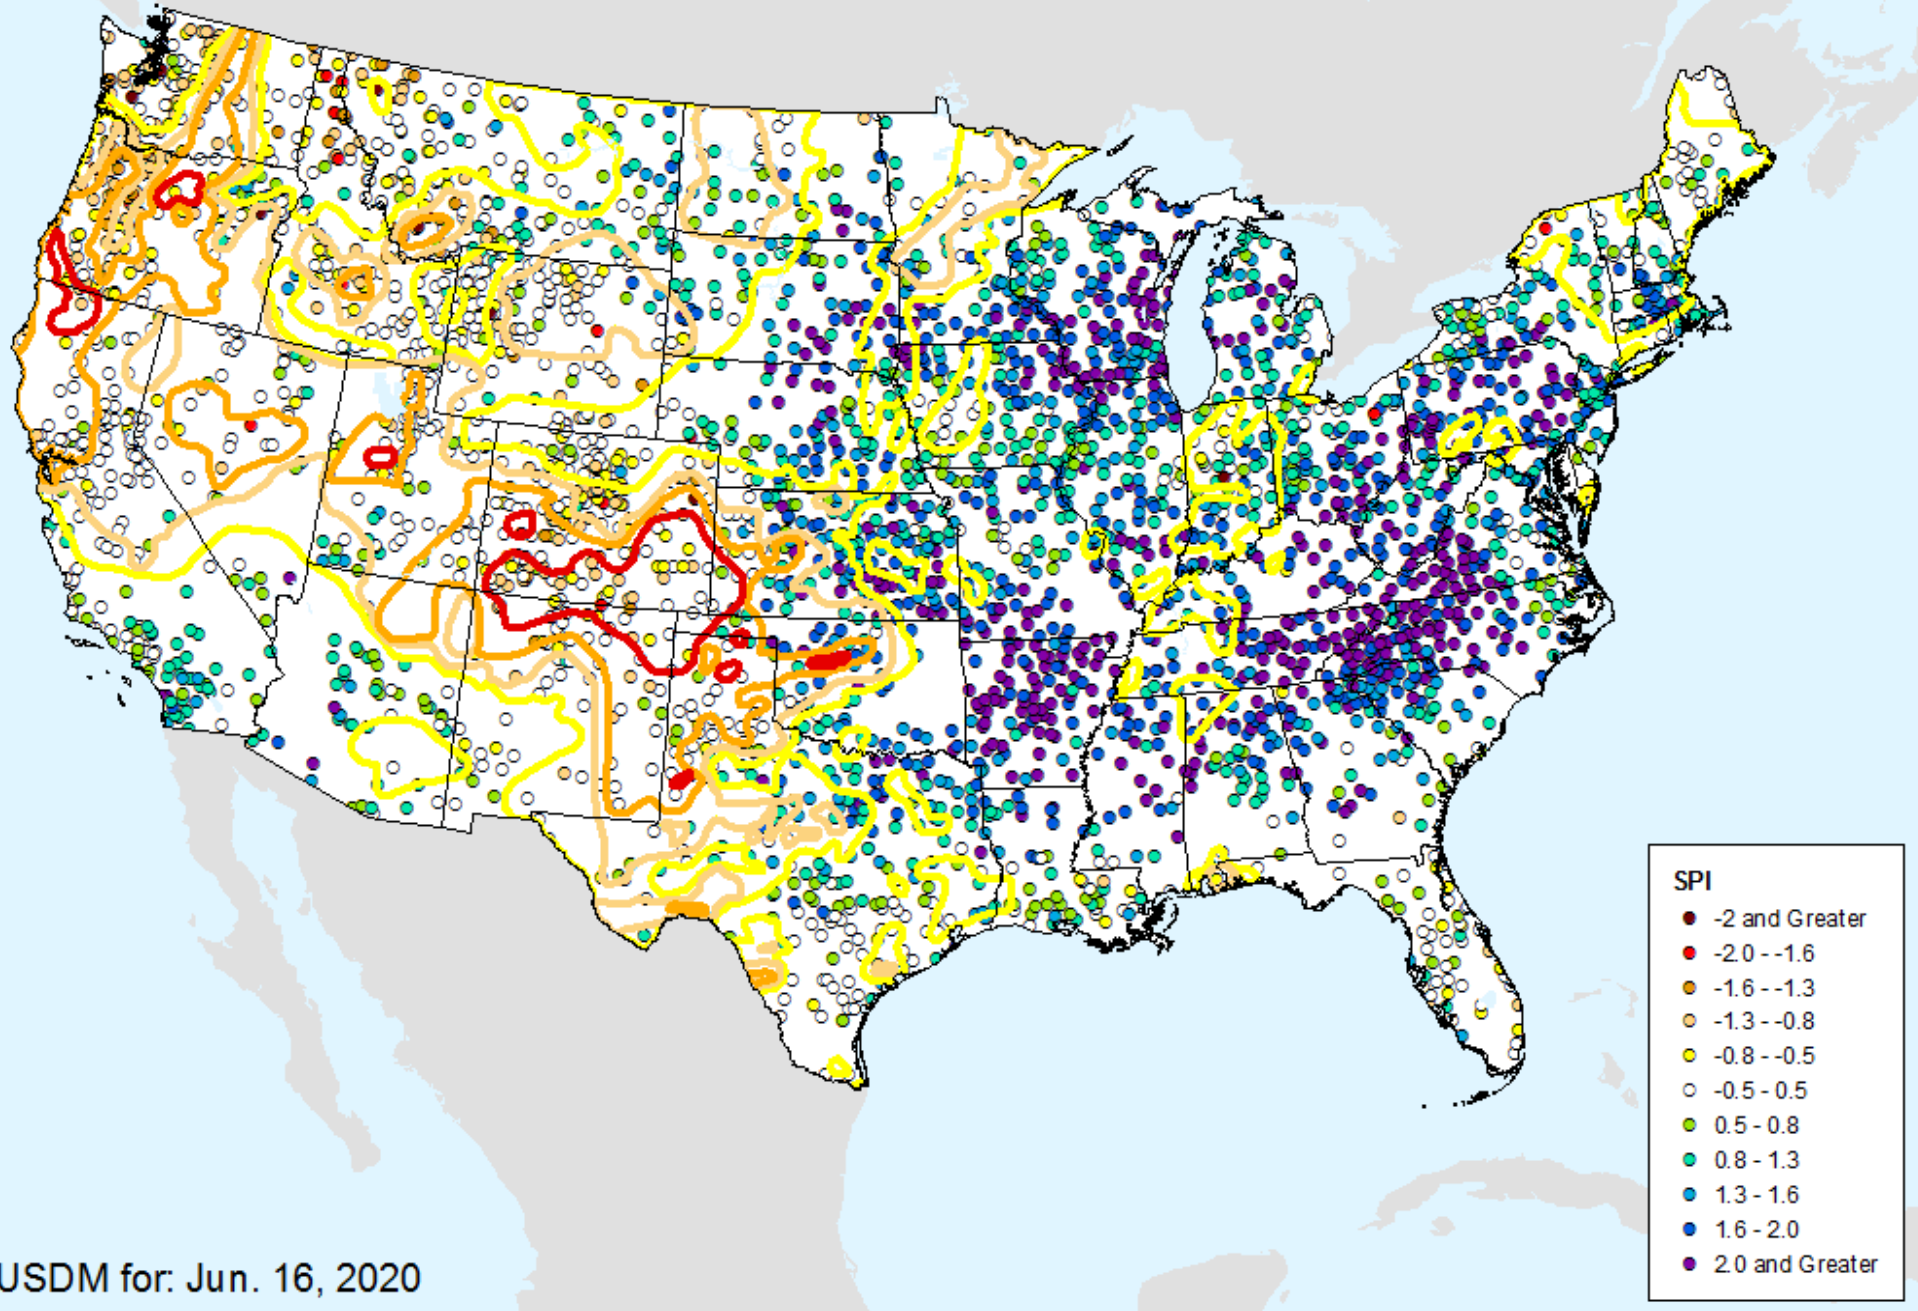 SPI
-2 and Greater
-2.0 - -1.6
-1.6 - -1.3
-1.3 - -0.8
-0.8 - -0.5
-0.5 - 0.5
0.5 - 0.8
0.8 - 1.3
1.3 - 1.6
1.6 - 2.0
2.0 and Greater
USDM for: Jun. 16, 2020